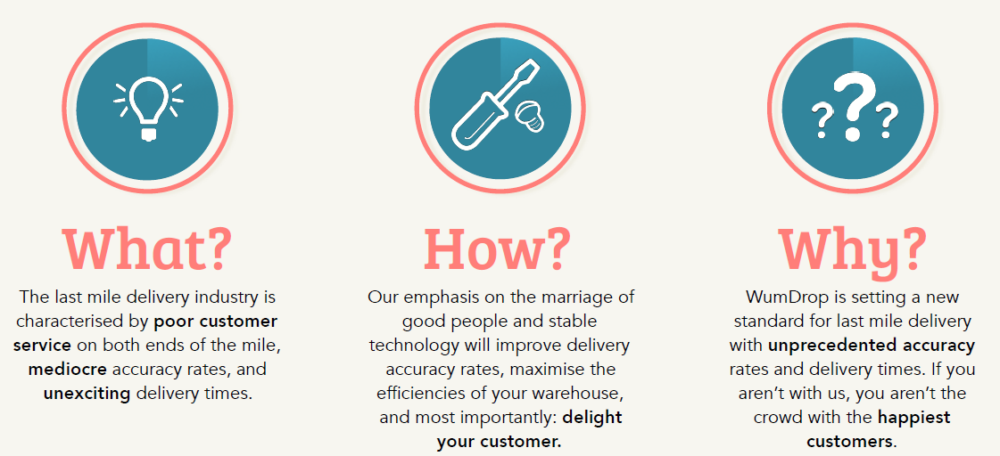 What?
The last mile delivery industry is
characterised by poor customer
service on both ends of the mile,
mediocre accuracy rates, and
unexciting delivery times.
How?
Our emphasis on the marriage of
good people and stable
technology will improve delivery
accuracy rates, maximise the
efficiencies of your warehouse,
and most importantly: delight
your customer.
Why?
WumDrop is setting a new
standard for last mile delivery
with unprecedented accuracy
rates and delivery times. If you
aren’t with us, you aren’t the
crowd with the happiest
customers.